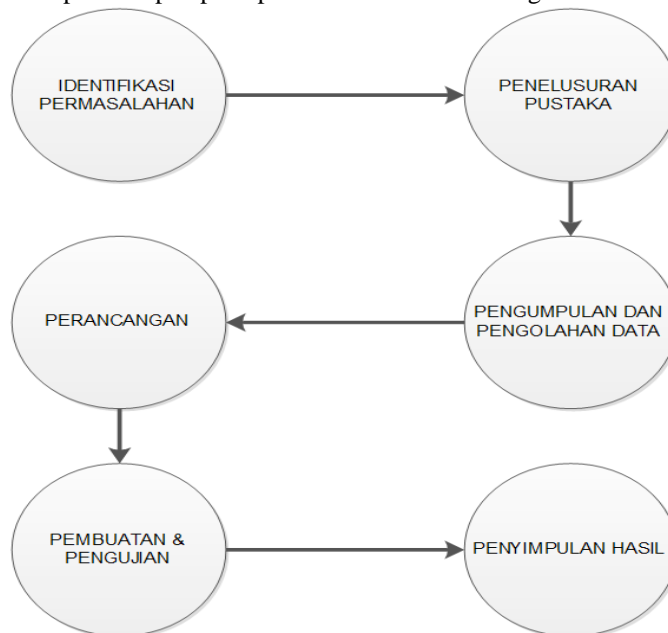 IDENTIFIKASI
PERMASALAHAN
PENELUSURAN
PUSTAKA
PENGUMPULAN DAN
PENGOLAHAN DATA
PERANCANGAN
PEMBUATAN &
PENGUJIAN
PENYIMPULAN HASIL